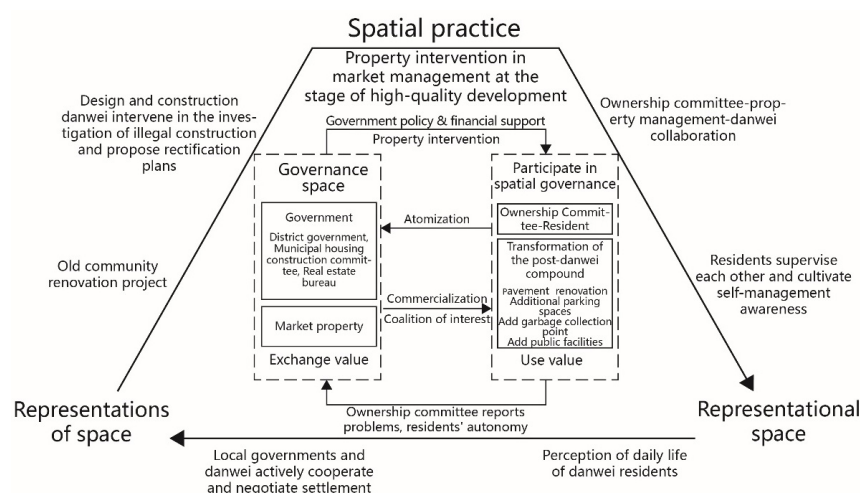 Spatial practice
Property intervention in
market management at the
stage of high-quality development
Design and construction
danwei intervene in the inves-
tigation of illegal construction
and propose rectification
plans
Ownership committee-prop-
erty management-danwei
collaboration
Government policy & financial support
Property intervention
Governance
space
Government
District government,
Municipal housing
construction commit-
tee, Real estate
bureau
Market property
Exchange value
Atomization
Commercialization
Coalition of interest
Participate in
spatial governance
Ownership Commit-
tee-Resident
Transformation of
the post-danwei
compound
Pavement renovation
Additional parking
spaces
Add garbage collection
point
Add public facilities
Use value
Old community
renovation project
Residents supervise
each other and cultivate
self-management
awareness
Ownership committee reports
problems, residents' autonomy
Representations
of space
Representational
space
Local governments and
danwei actively cooperate
and negotiate settlement
Perception of daily life
of danwei residents